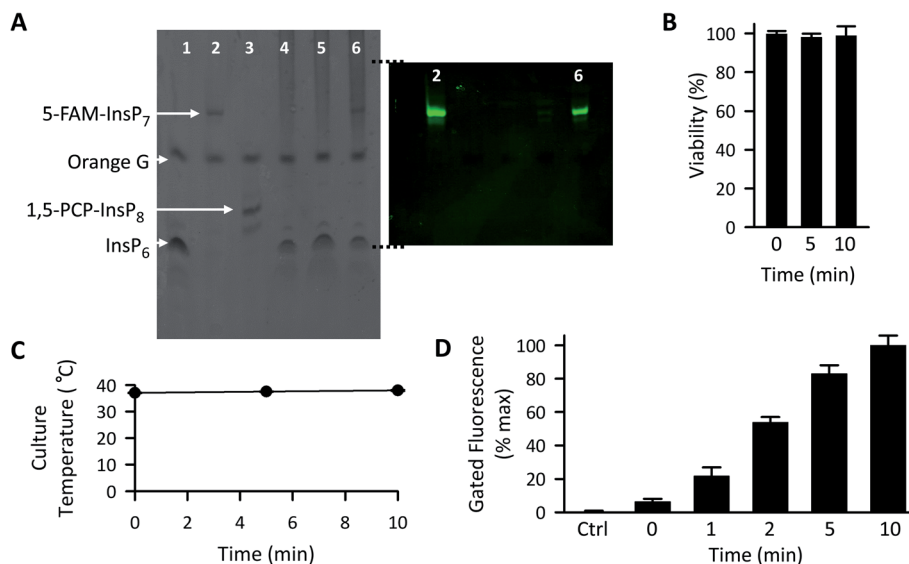 A
1 2 3 4 5 6
2 6
5-FAM-InsP7
Orange G
1,5-PCP-InsP8
InsP6
B
Viability (%)
100
80
60
40
20
0
0 5 10
Time (min)
C
Culture
Temperature ( ℃)
40
30
20
10
0
0 2 4 6 8 10
Time (min)
D
Gated Fluorescence
(% max)
100
80
60
40
20
0
Ctrl 0 1 2 5 10
Time (min)